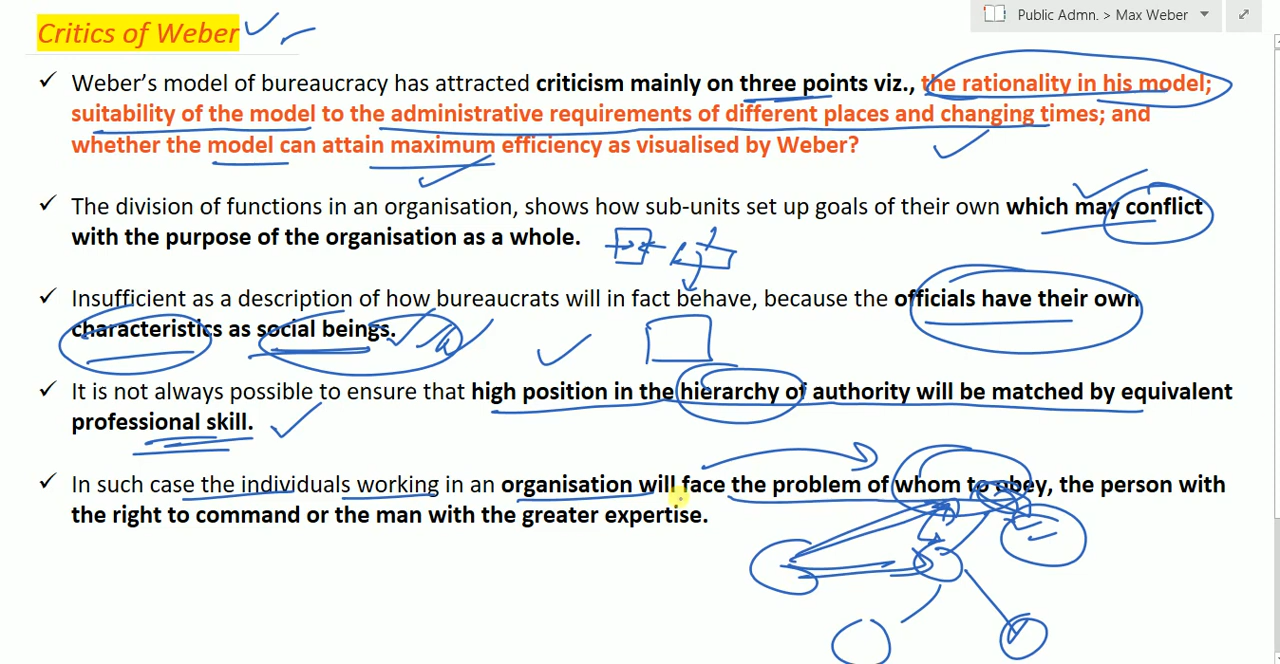 Critics of Weber
Public Admn. > Max Weber
✓ Weber's model of bureaucracy has attracted criticism mainly on three points viz., the rationality in his model;
suitability of the model to the administrative requirements of different places and changing times; and
whether the model can attain maximum efficiency as visualised by Weber?
✓ The division of functions in an organisation, shows how sub-units set up goals of their own which may conflict
with the purpose of the organisation as a whole.
✓ Insufficient as a description of how bureaucrats will in fact behave, because the officials have their own
characteristics as social beings.
✓ It is not always possible to ensure that high position in the hierarchy of authority will be matched by equivalent
professional skill.
✓ In such case the individuals working in an organisation will face the problem of whom to obey, the person with
the right to command or the man with the greater expertise.